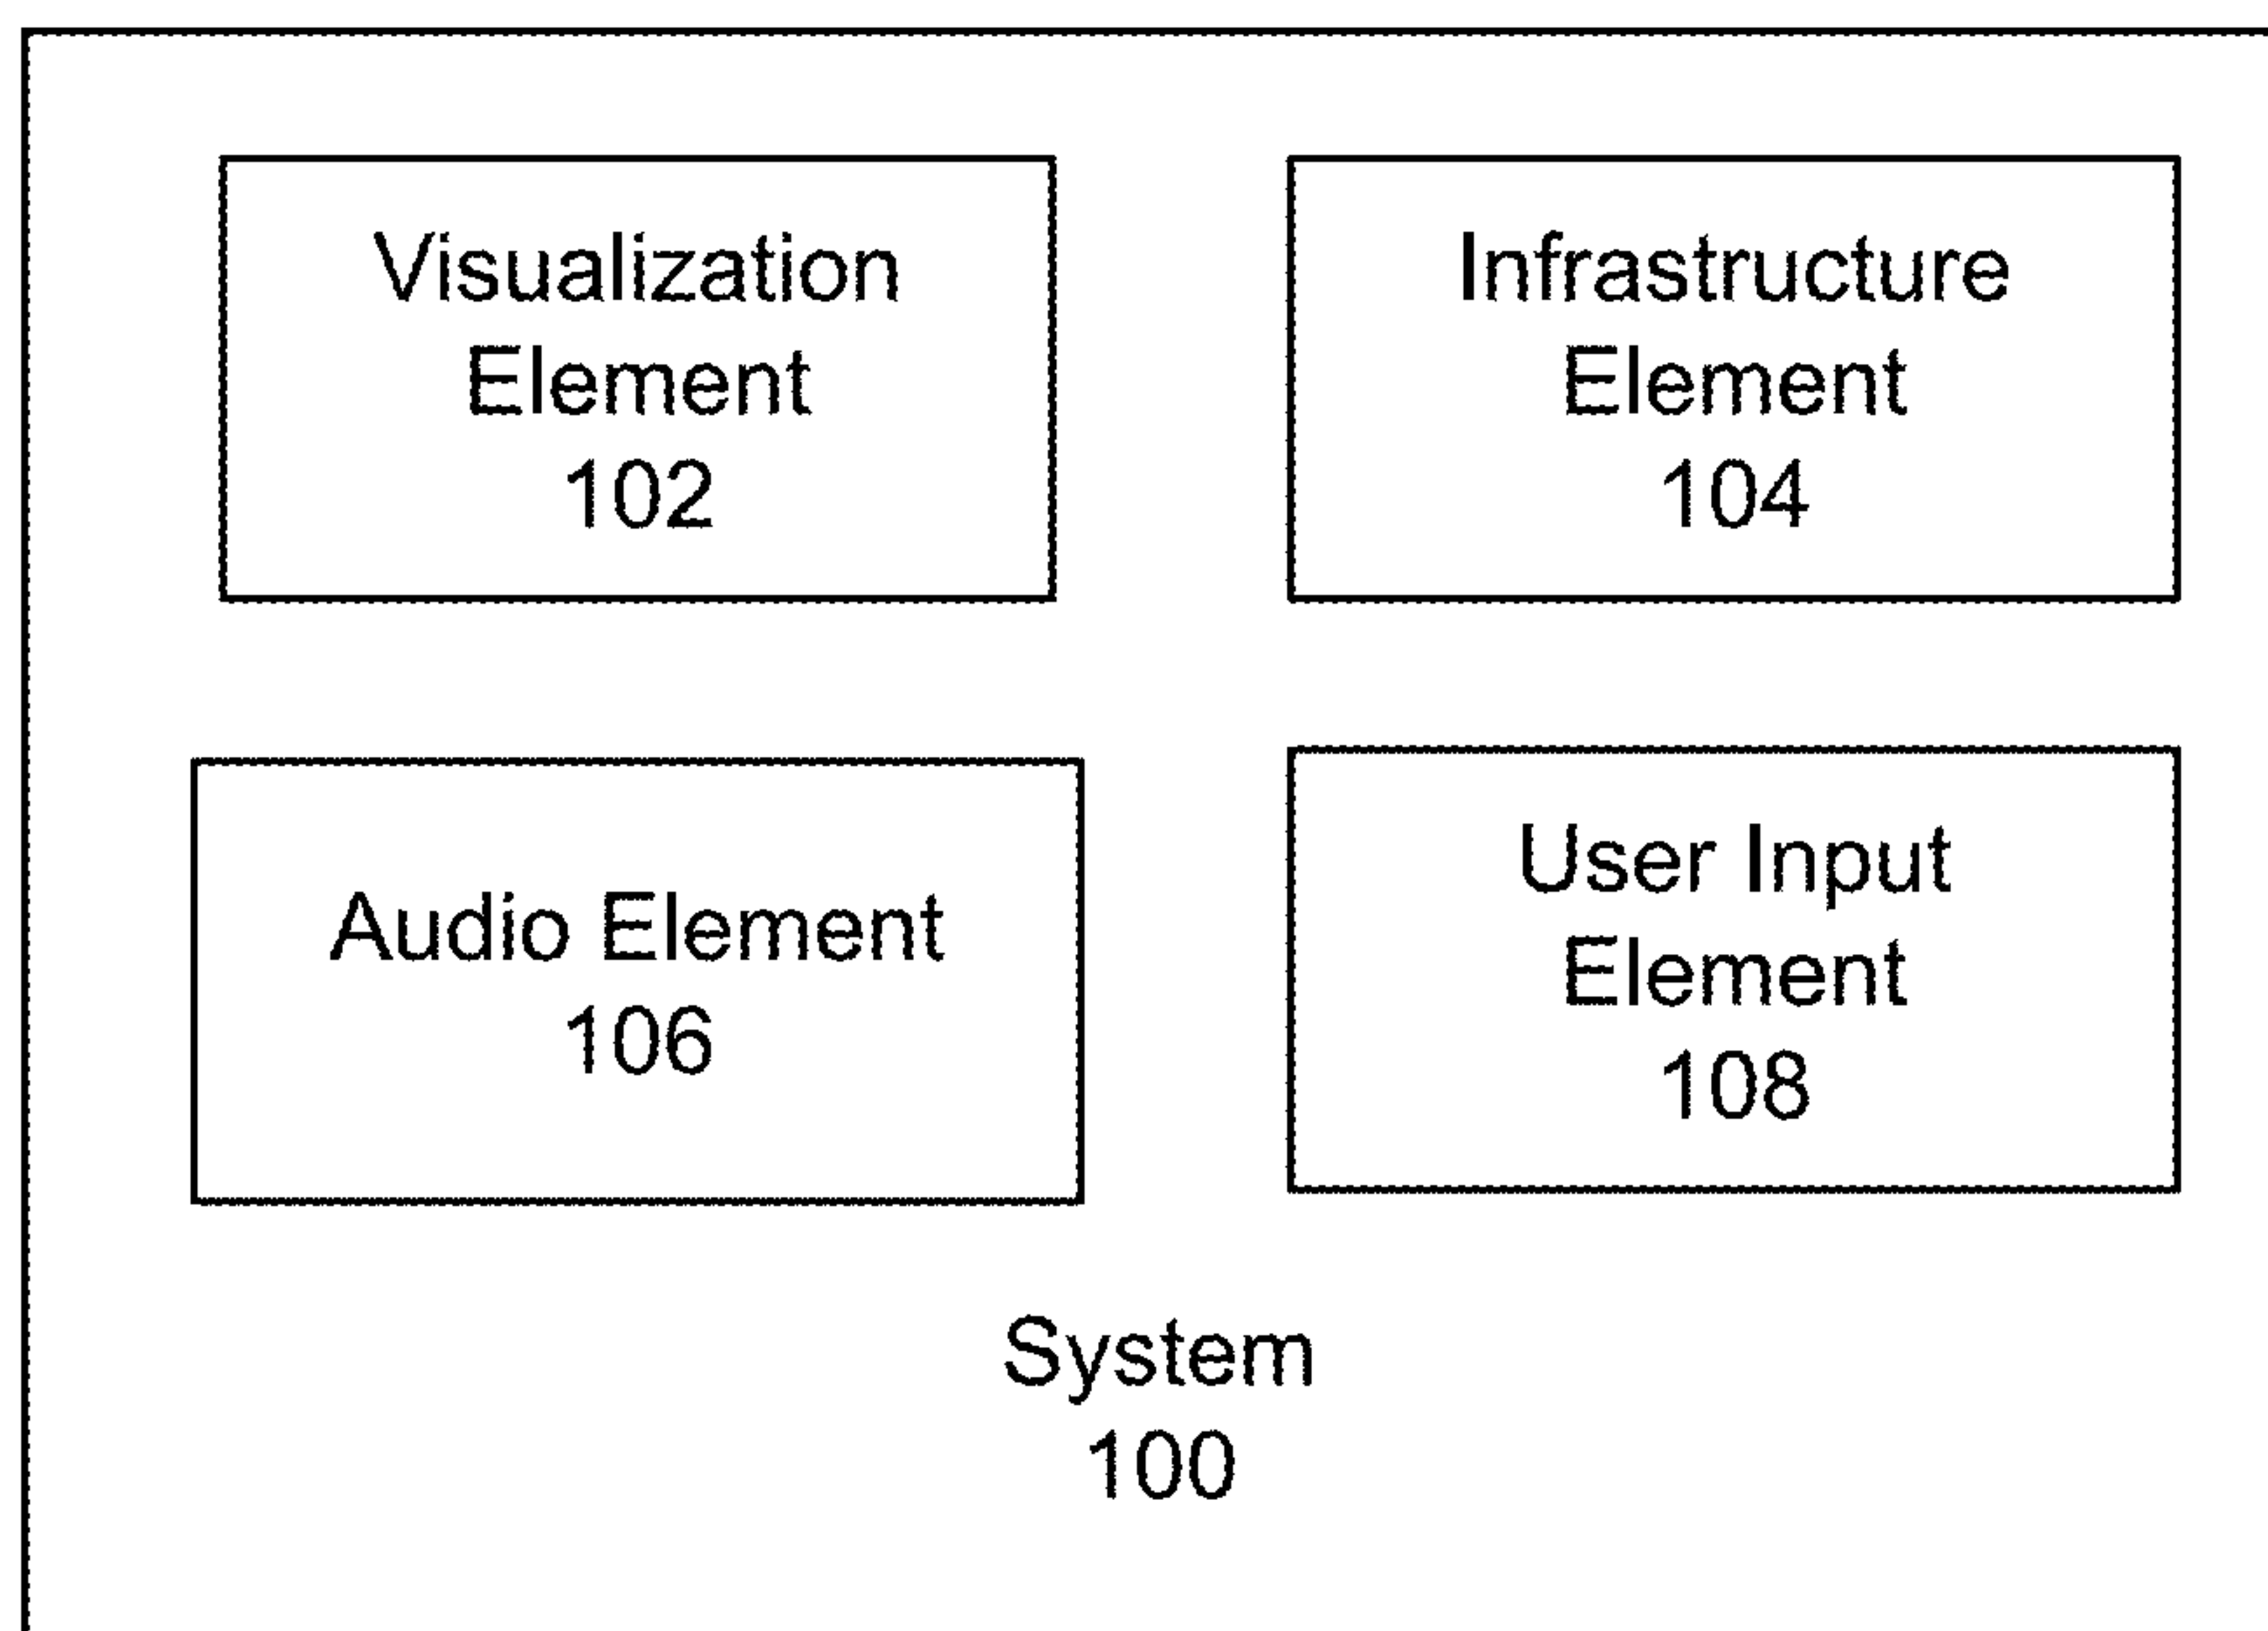 Visualization
Element
102
Infrastructure
Element
104
Audio Element
106
User Input
Element
108
System
100